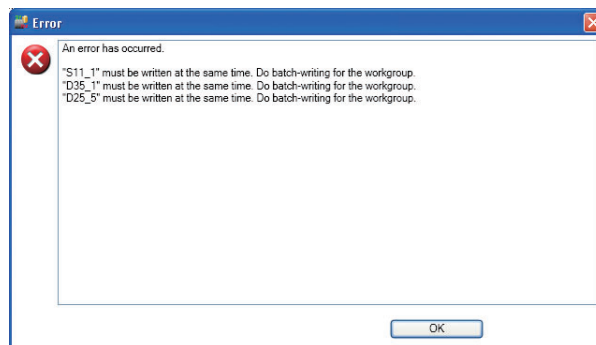 Error
An error has occurred.
"S11_1" must be written at the same time. Do batch-writing for the workgroup.
"D35_1" must be written at the same time. Do batch-writing for the workgroup.
"D25_5" must be written at the same time. Do batch-writing for the workgroup.
OK